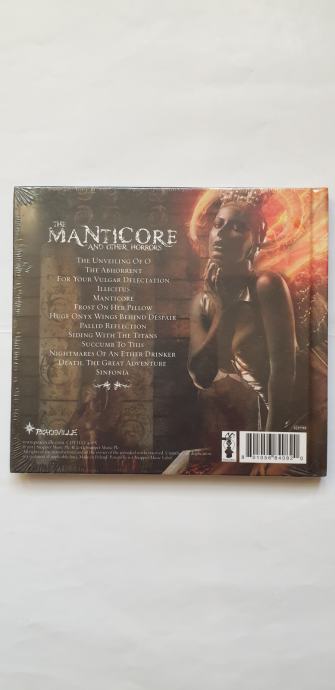 THE
MANTICORE
AND OTHER HORRORS
THE UNVEILING OF O
THE ABHORRENT
FOR YOUR VULGAR DELECTATION
ILLICITUS
MANTICORE
FROST ON HER PILLOW
HUGE ONYX WINGS BEHIND DESPAIR
PALLID REFLECTION
SIDING WITH THE TITANS
SUCCUMB TO THIS
NIGHTMARES OF AN ETHER DRINKER
DEATH, THE GREAT ADVENTURE
SINFONIA
PEACEVILLE